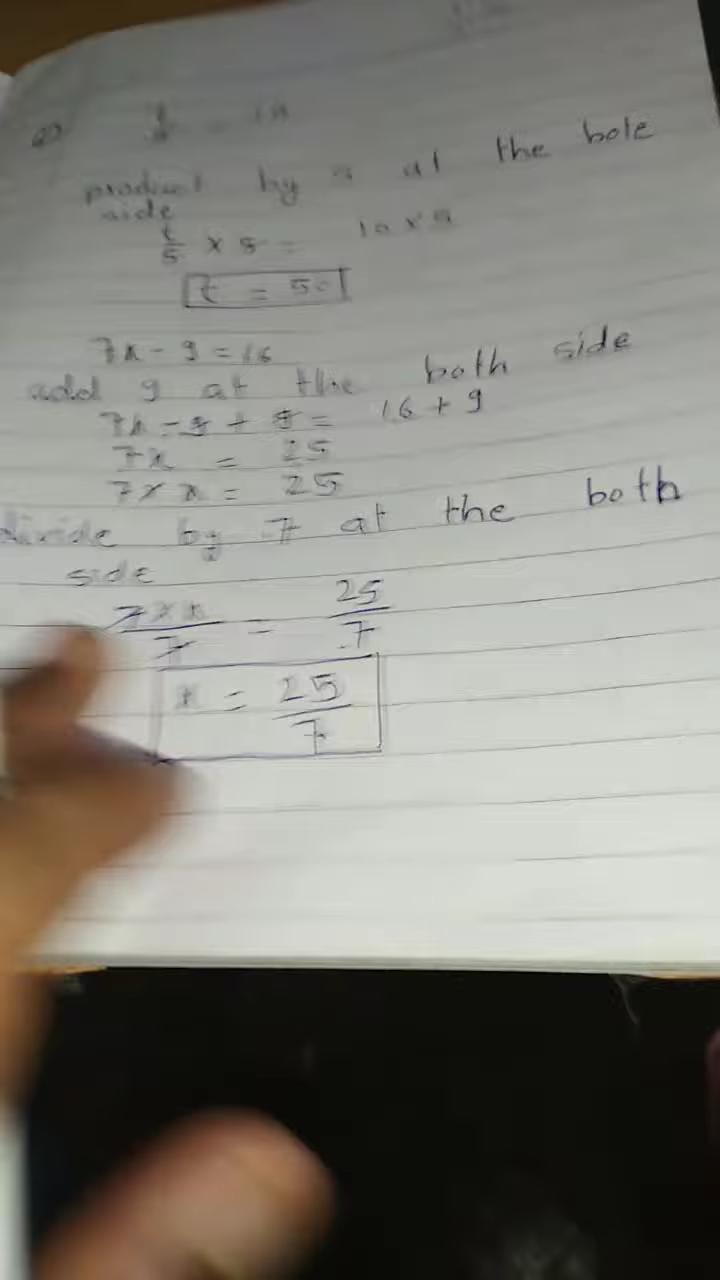 product by 5 at the bole
side
t/5 × 5 = 10 × 5
t = 50
7x - 9 = 16
add 9 at the both side
7x - 9 + 9 = 16 + 9
7x = 25
7 × x = 25
divide by 7 at the both
side
7 × x / 7 = 25 / 7
x = 25 / 7